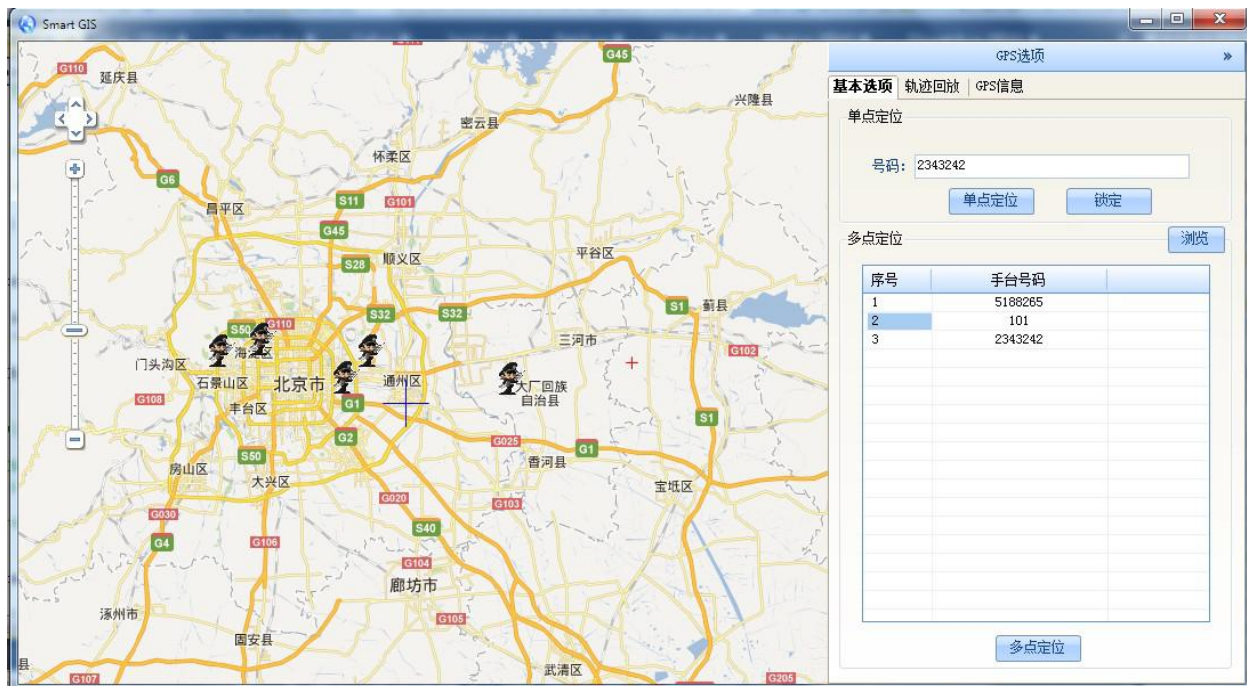 Smart GIS
GPS选项
基本选项 轨迹回放 GPS信息
单点定位
号码: 2343242
单点定位 锁定
多点定位 浏览
序号 手台号码
1 5188265
2 101
3 2343242
多点定位
G45
G110
延庆县
兴隆县
密云县
怀柔区
G6
S11 G101
昌平区
G45
平谷区
S28 顺义区
S1 蓟县
S32 S32
S50 G110
三河市
海淀区
G102
门头沟区
石景山区 北京市 通州区
大厂回族
自治县
G108
丰台区 G1
S1
G2
G025 G1
S50
香河县
房山区
大兴区
宝坻区
G020
G103
G030
S40
G4 G106
G104
廊坊市
涿州市
G105
固安县
县
武清区
G107 G205